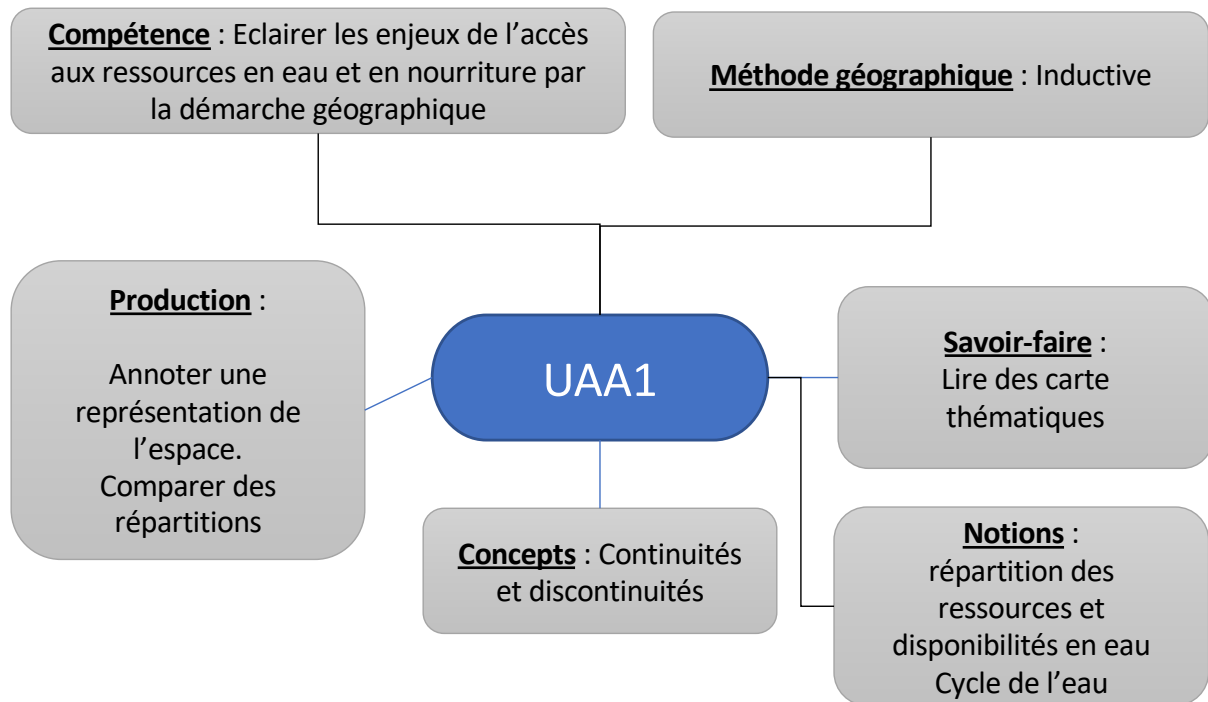 Compétence : Eclairer les enjeux de l’accès
aux ressources en eau et en nourriture par
la démarche géographique
Méthode géographique : Inductive
Production :
Annoter une
représentation de
l’espace.
Comparer des
répartitions
UAA1
Savoir-faire :
Lire des carte
thématiques
Concepts : Continuités
et discontinuités
Notions :
répartition des
ressources et
disponibilités en eau
Cycle de l’eau